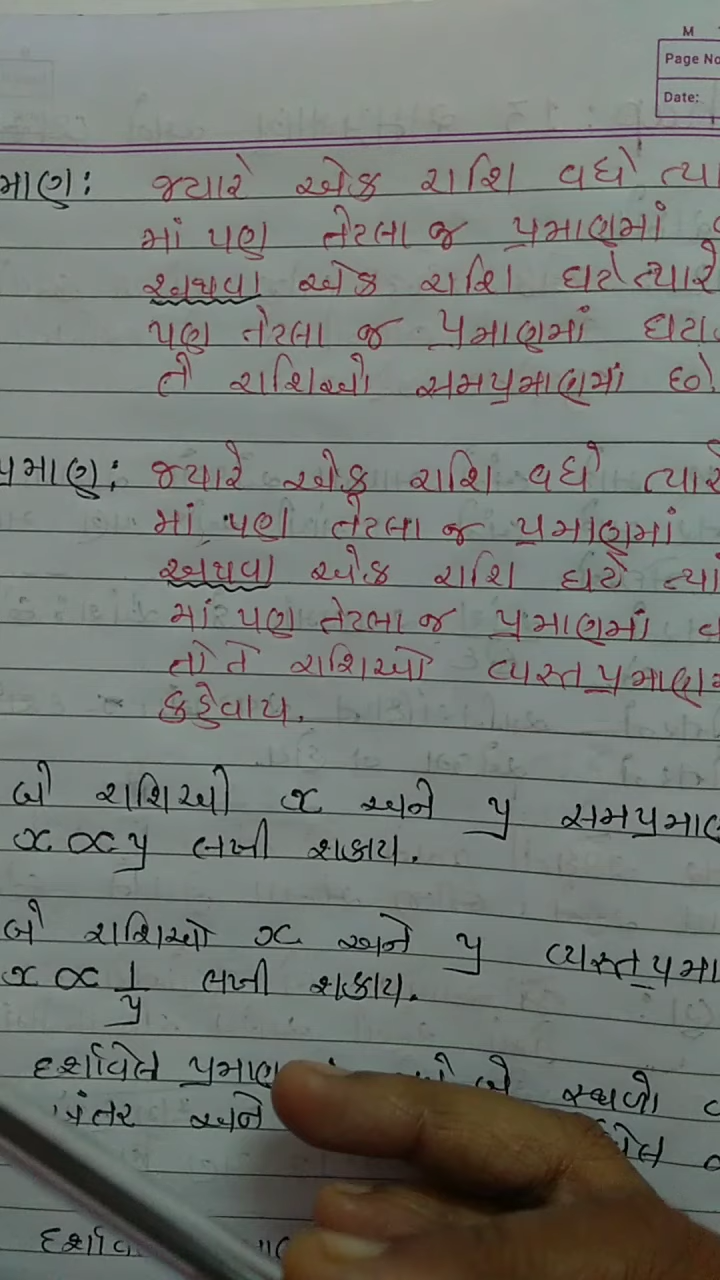 M
Page No
Date:
માણ: જ્યારે એક રાશિ વધે ત્યા
માં પણ તેટલા જ પ્રમાણમાં
અથવા એક રાશિ ઘટે ત્યારે
પણ તેટલા જ પ્રમાણમાં ઘટા
તે રાશિઓ સમપ્રમાણમાં છે.
પ્રમાણ: જ્યારે એક રાશિ વધે ત્યારે
માં પણ તેટલા જ પ્રમાણમાં
અથવા એક રાશિ ઘટે ત્યા
માં પણ તેટલા જ પ્રમાણમાં વ
તો તે રાશિઓ વ્યસ્ત પ્રમાણ
કહેવાય.
બે રાશિઓ x અને y સમપ્રમાણ
x ∝ y લખી શકાય.
બે રાશિઓ x અને y વ્યસ્ત પ્રમા
x ∝ 1/y લખી શકાય.
દર્શાવેલ પ્રમાણ બે સ્થળો
અંતર અને
દર્શાવ